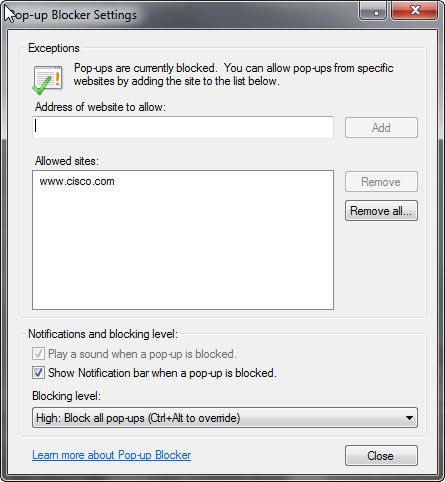 Pop-up Blocker Settings
Exceptions
Pop-ups are currently blocked. You can allow pop-ups from specific
websites by adding the site to the list below.
Address of website to allow:
Add
Allowed sites:
www.cisco.com
Remove
Remove all...
Notifications and blocking level:
Play a sound when a pop-up is blocked.
Show Notification bar when a pop-up is blocked.
Blocking level:
High: Block all pop-ups (Ctrl+Alt to override)
Learn more about Pop-up Blocker
Close